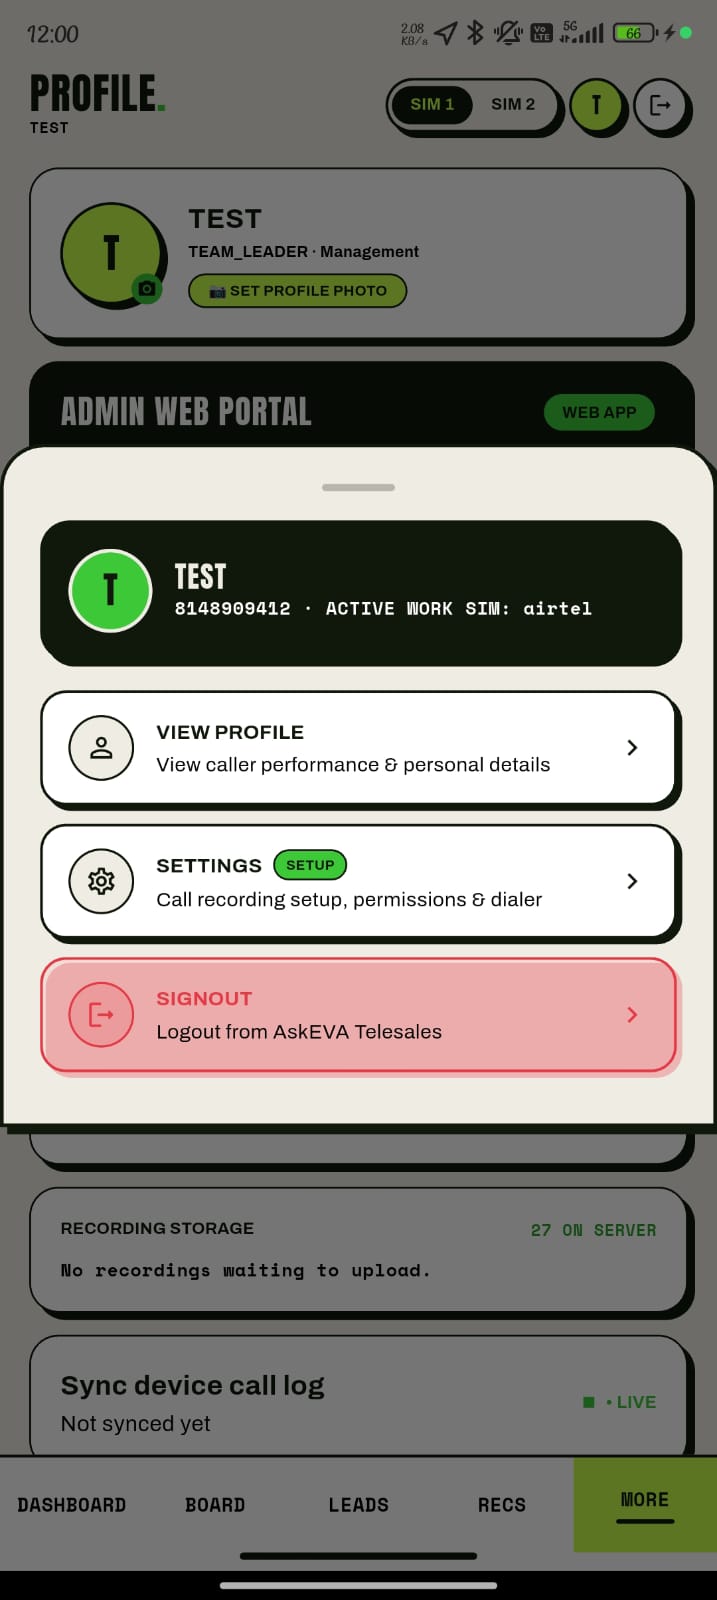 12:00
2.08
KB/s
Vo
LTE
5G
66
PROFILE.
TEST
SIM 1
SIM 2
T
T
TEST
TEAM_LEADER · Management
📷 SET PROFILE PHOTO
ADMIN WEB PORTAL
WEB APP
T
TEST
8148909412 · ACTIVE WORK SIM: airtel
VIEW PROFILE
View caller performance & personal details
SETTINGS
SETUP
Call recording setup, permissions & dialer
SIGNOUT
Logout from AskEVA Telesales
RECORDING STORAGE
27 ON SERVER
No recordings waiting to upload.
Sync device call log
Not synced yet
• LIVE
DASHBOARD
BOARD
LEADS
RECS
MORE